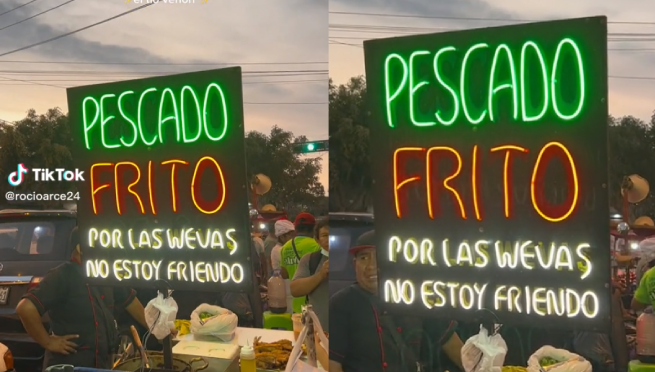 PESCADO
FRITO
POR LAS WEVAS
NO ESTOY FRIENDO
TikTok
@rocioarce24
PESCADO
FRITO
POR LAS WEVAS
NO ESTOY FRIENDO